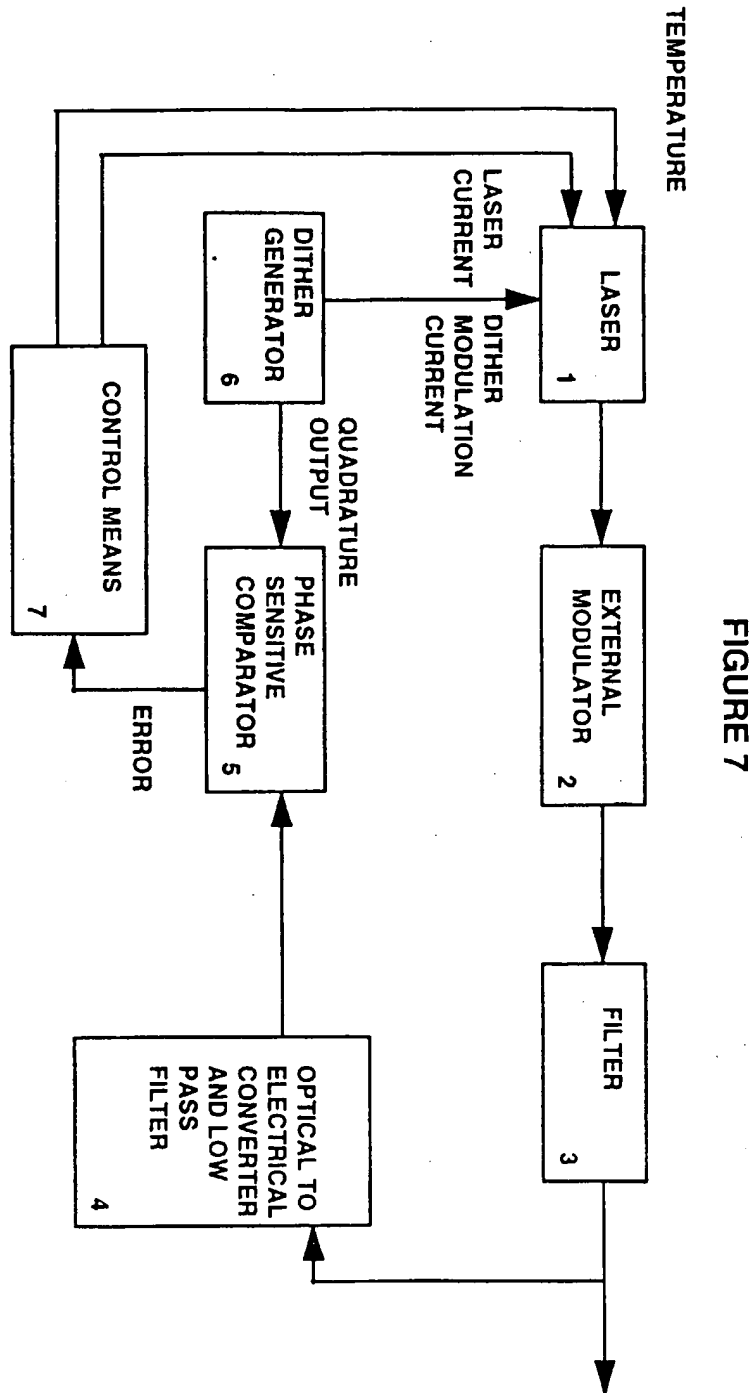 FIGURE 7
TEMPERATURE
LASER
1
EXTERNAL
MODULATOR
2
FILTER
3
LASER
CURRENT
DITHER
MODULATION
CURRENT
DITHER
GENERATOR
6
QUADRATURE
OUTPUT
PHASE
SENSITIVE
COMPARATOR
5
OPTICAL TO
ELECTRICAL
CONVERTER
AND LOW
PASS
FILTER
4
ERROR
CONTROL MEANS
7